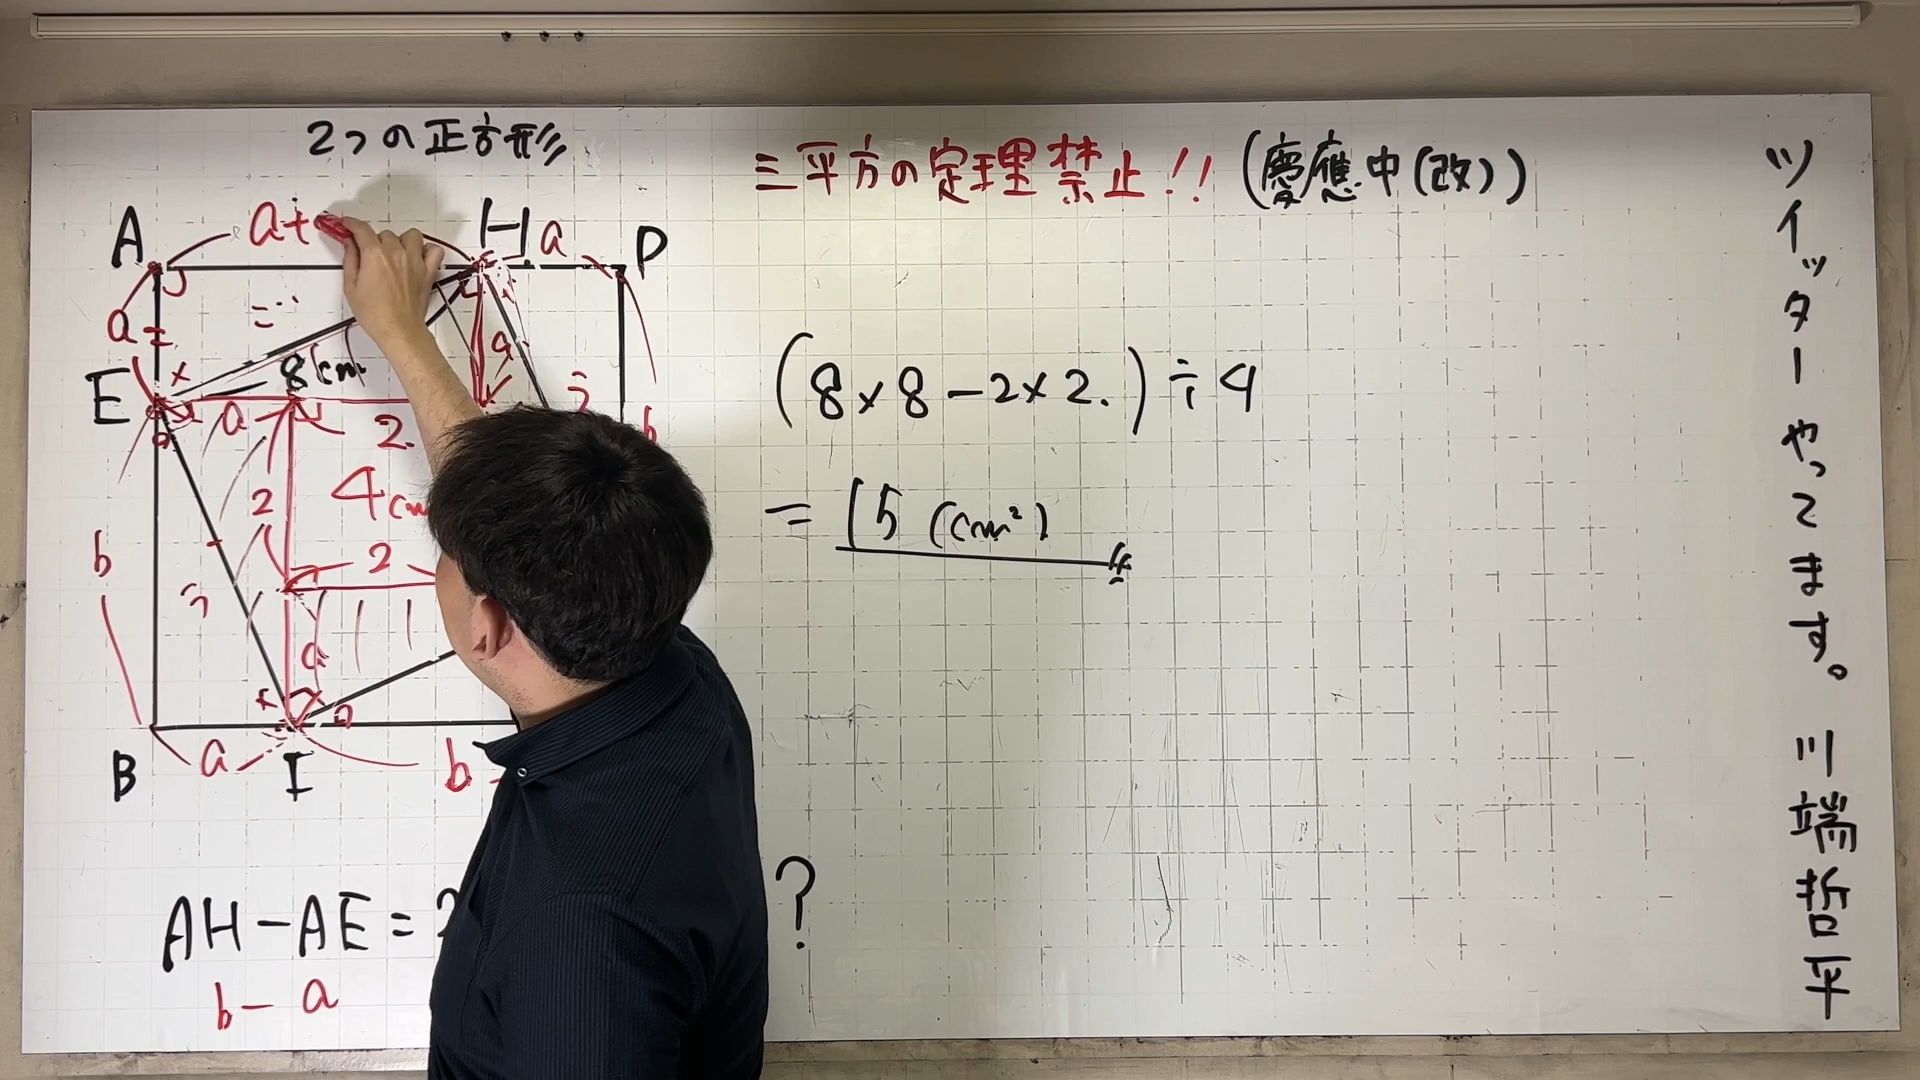 2つの正方形
三平方の定理禁止!! (慶應中(改))
A
a+
H
a
D
a
E
8cm
a
a
2
b
2
4cm
2
b
a
B
a
I
b
AH-AE=2
?
b-a
(8×8-2×2.)÷4
=15(cm²)
ツイッターやってます。川端哲平